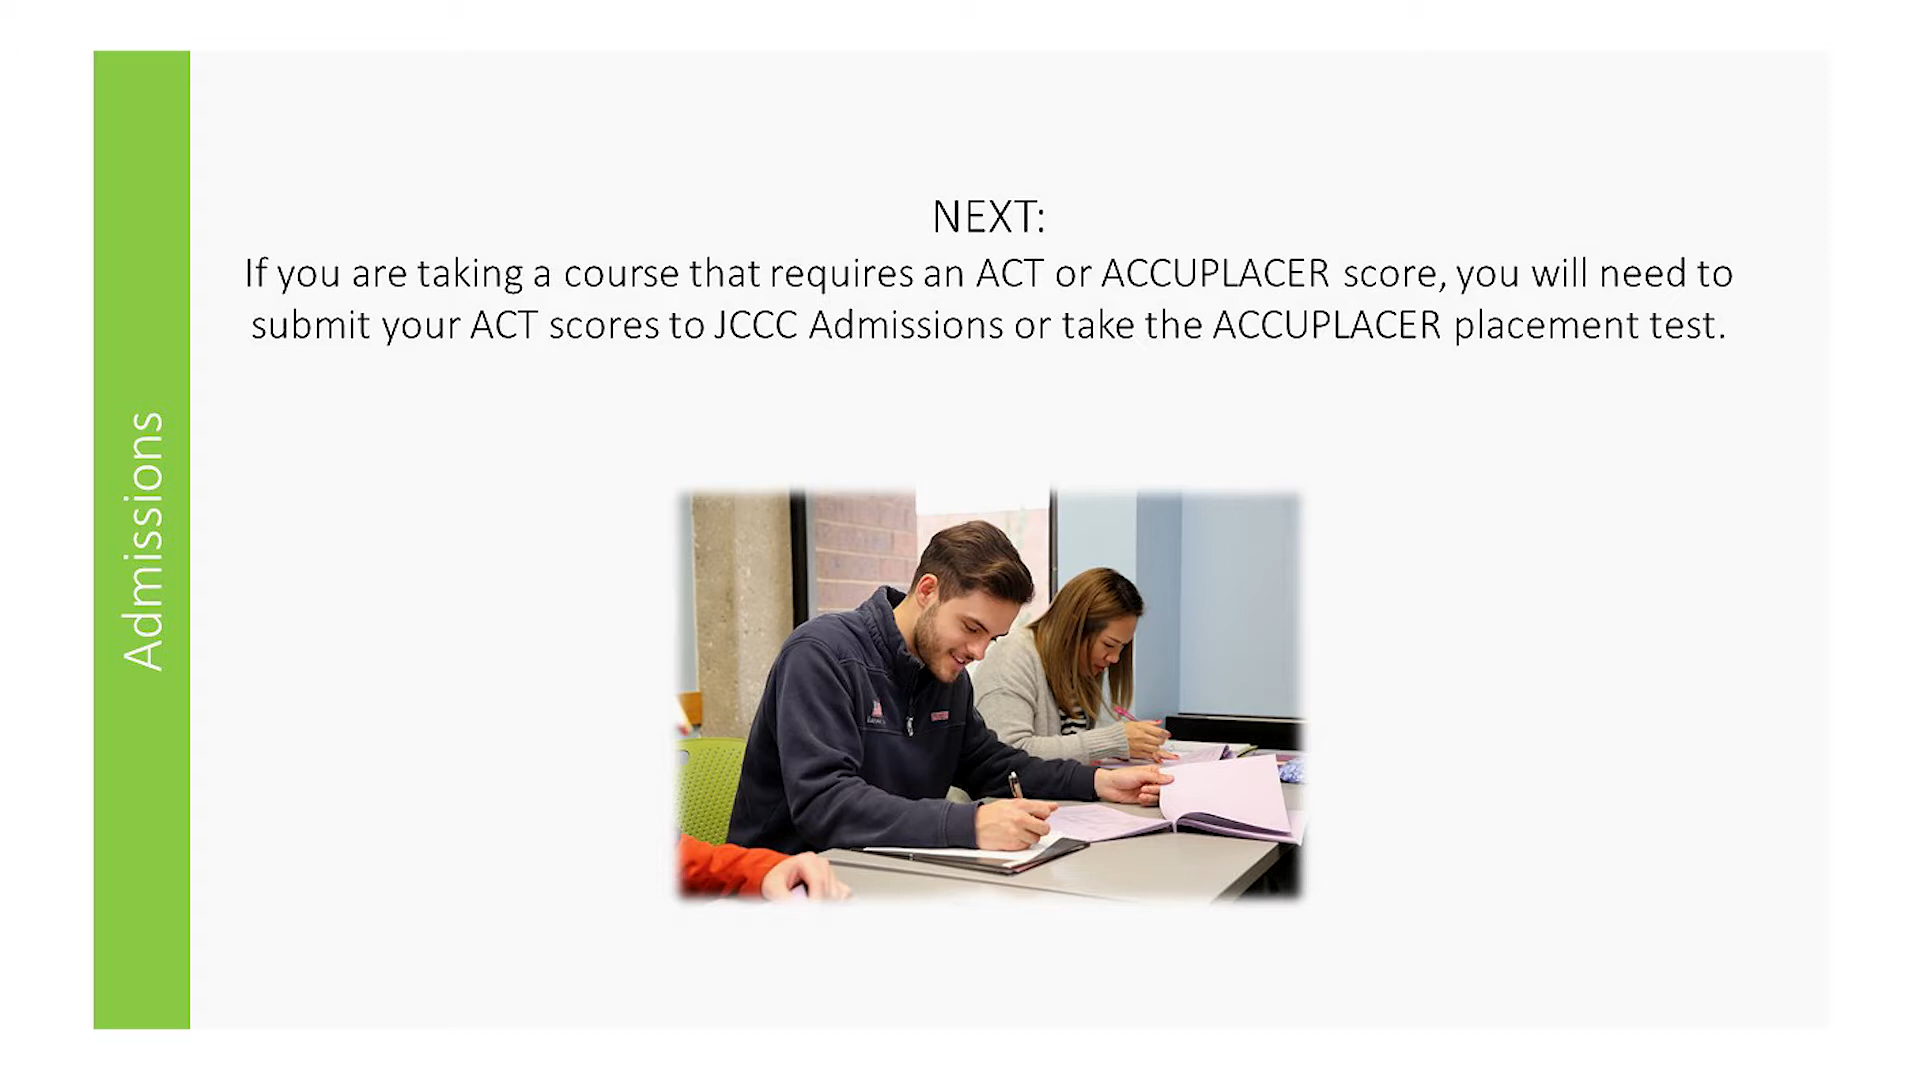 NEXT:
If you are taking a course that requires an ACT or ACCUPLACER score, you will need to
submit your ACT scores to JCCC Admissions or take the ACCUPLACER placement test.
Admissions